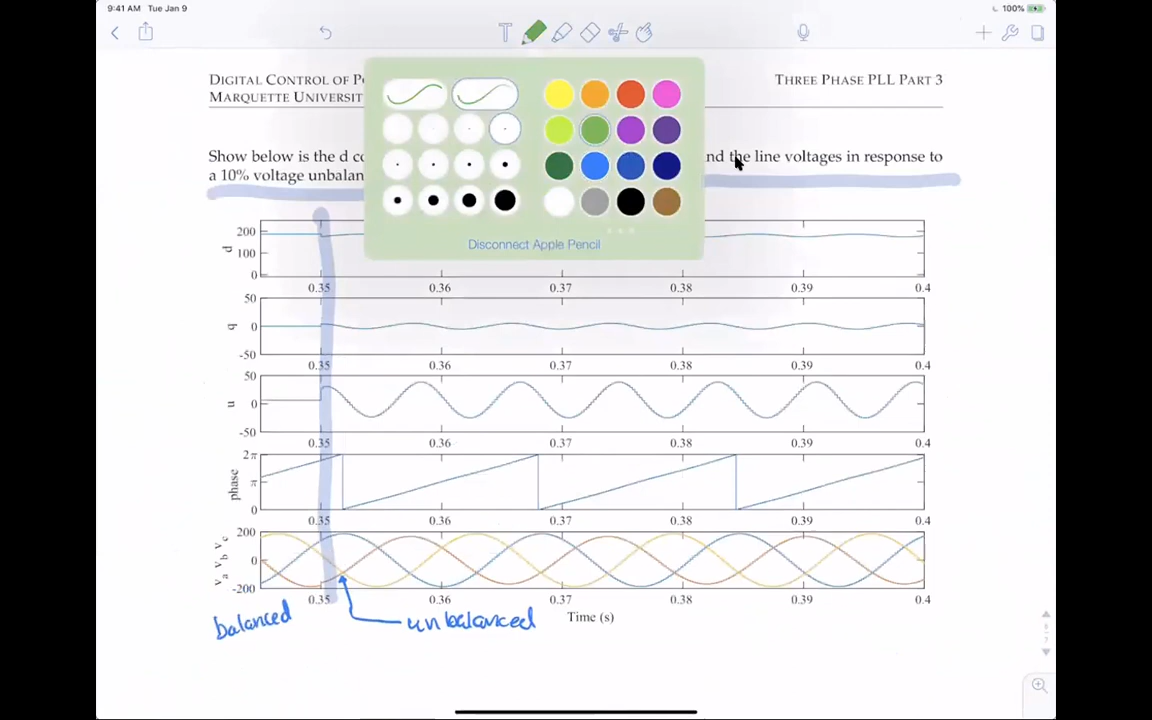 9:41 AM Tue Jan 9
100%
T
DIGITAL CONTROL OF
THREE PHASE PLL PART 3
MARQUETTE
Show below is the d
the line voltages in response to
a 10% voltage
Disconnect Apple Pencil
200
100
0
d
0.35 0.36 0.37 0.38 0.39 0.4
50
0
-50
q
0.35 0.36 0.37 0.38 0.39 0.4
50
0
-50
u
0.35 0.36 0.37 0.38 0.39 0.4
2π
π
0
phase
0.35 0.36 0.37 0.38 0.39 0.4
200
0
-200
va vb vc
0.35 0.36 0.37 0.38 0.39 0.4
Time (s)
balanced
unbalanced